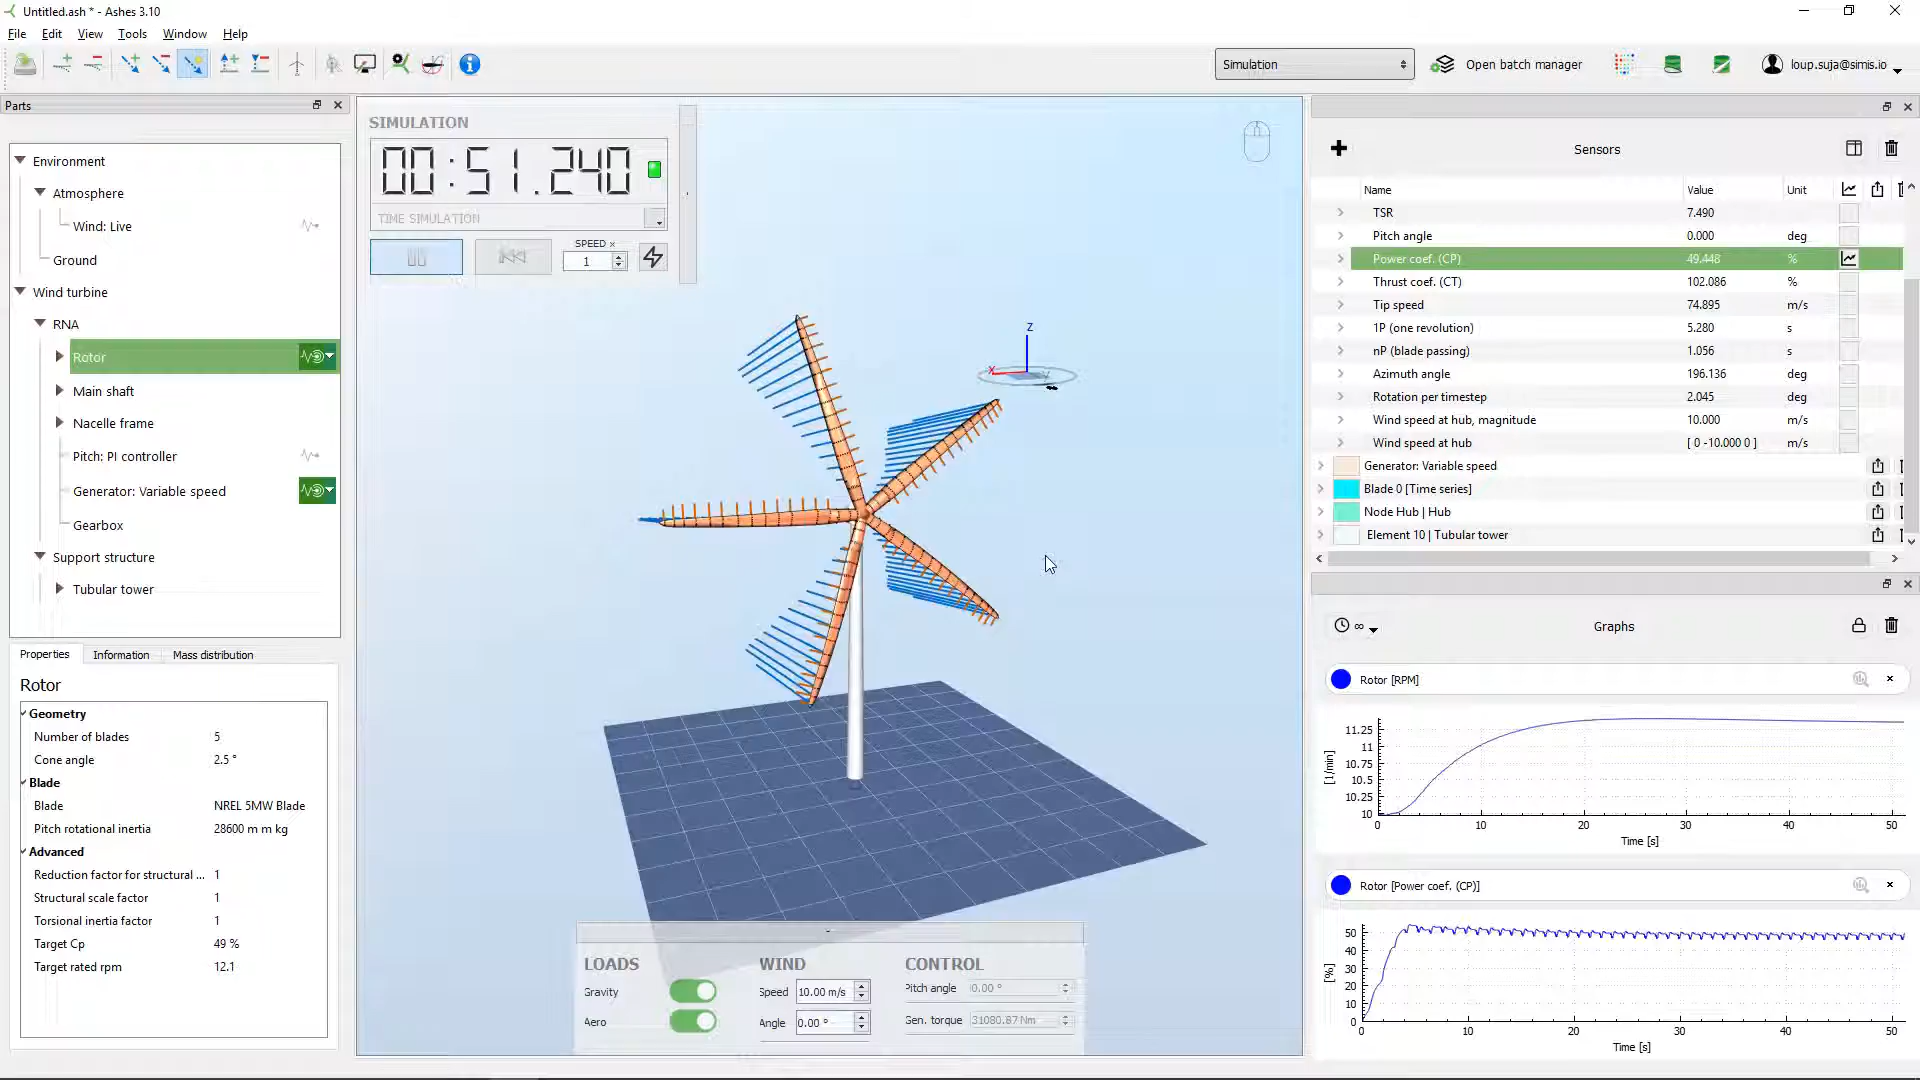 Untitled.ash * - Ashes 3.10
File Edit View Tools Window Help
Simulation
Open batch manager
loup.suja@simis.io
Parts
Environment
Atmosphere
Wind: Live
Ground
Wind turbine
RNA
Rotor
Main shaft
Nacelle frame
Pitch: PI controller
Generator: Variable speed
Gearbox
Support structure
Tubular tower
Properties Information Mass distribution
Rotor
Geometry
Number of blades 5
Cone angle 2.5 °
Blade
Blade NREL 5MW Blade
Pitch rotational inertia 28600 m m kg
Advanced
Reduction factor for structural ... 1
Structural scale factor 1
Torsional inertia factor 1
Target Cp 49 %
Target rated rpm 12.1
SIMULATION
00:51.240
TIME SIMULATION
SPEED ×
1
Z
X
Y
LOADS WIND CONTROL
Gravity Speed 10.00 m/s Pitch angle 0.00 °
Aero Angle 0.00 ° Gen. torque 31080.87 Nm
Sensors
Name Value Unit
TSR 7.490
Pitch angle 0.000 deg
Power coef. (CP) 49.448 %
Thrust coef. (CT) 102.086 %
Tip speed 74.895 m/s
1P (one revolution) 5.280 s
nP (blade passing) 1.056 s
Azimuth angle 196.136 deg
Rotation per timestep 2.045 deg
Wind speed at hub, magnitude 10.000 m/s
Wind speed at hub [ 0 -10.000 0 ] m/s
Generator: Variable speed
Blade 0 [Time series]
Node Hub | Hub
Element 10 | Tubular tower
∞
Graphs
Rotor [RPM]
11.25
11
10.75
10.5
10.25
10
[1/min]
0 10 20 30 40 50
Time [s]
Rotor [Power coef. (CP)]
50
40
30
20
10
0
[%]
0 10 20 30 40 50
Time [s]